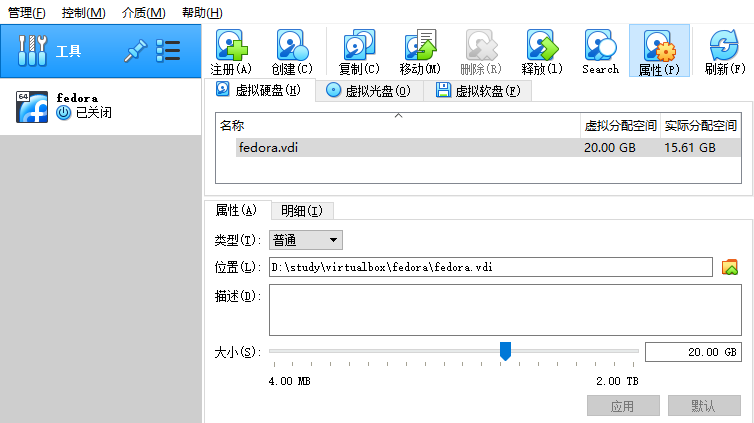 管理(F) 控制(M) 介质(M) 帮助(H)
工具
注册(A) 创建(C) 复制(C) 移动(M) 删除(R) 释放(l) Search 属性(P) 刷新(F)
64 fedora
已关闭
虚拟硬盘(H) 虚拟光盘(O) 虚拟软盘(F)
名称 虚拟分配空间 实际分配空间
fedora.vdi 20.00 GB 15.61 GB
属性(A) 明细(I)
类型(T): 普通
位置(L): D:\study\virtualbox\fedora\fedora.vdi
描述(D):
大小(S): 20.00 GB
4.00 MB 2.00 TB
应用 默认